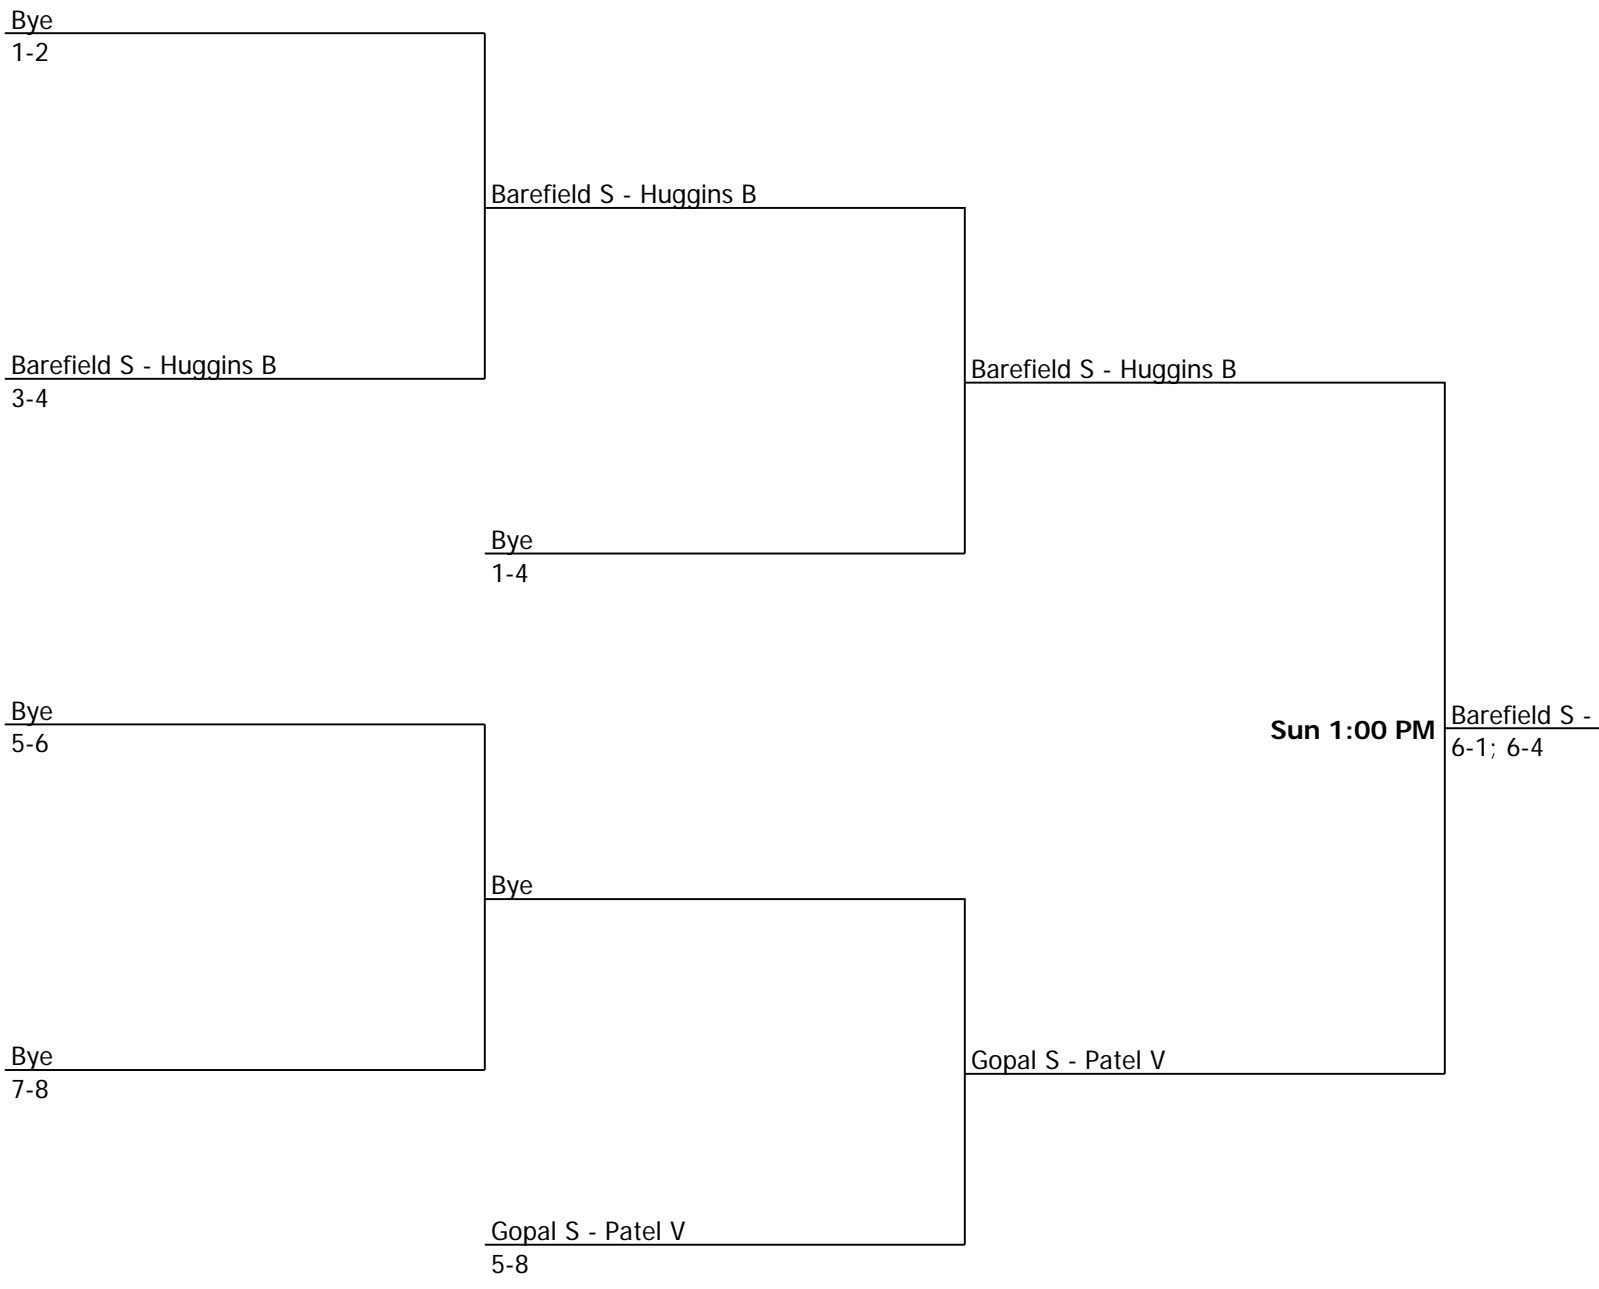 Bye
1-2
Barefield S - Huggins B
Barefield S - Huggins B
3-4
Barefield S - Huggins B
Bye
1-4
Bye
5-6
Sun 1:00 PM
Barefield S -
6-1; 6-4
Bye
Bye
7-8
Gopal S - Patel V
Gopal S - Patel V
5-8